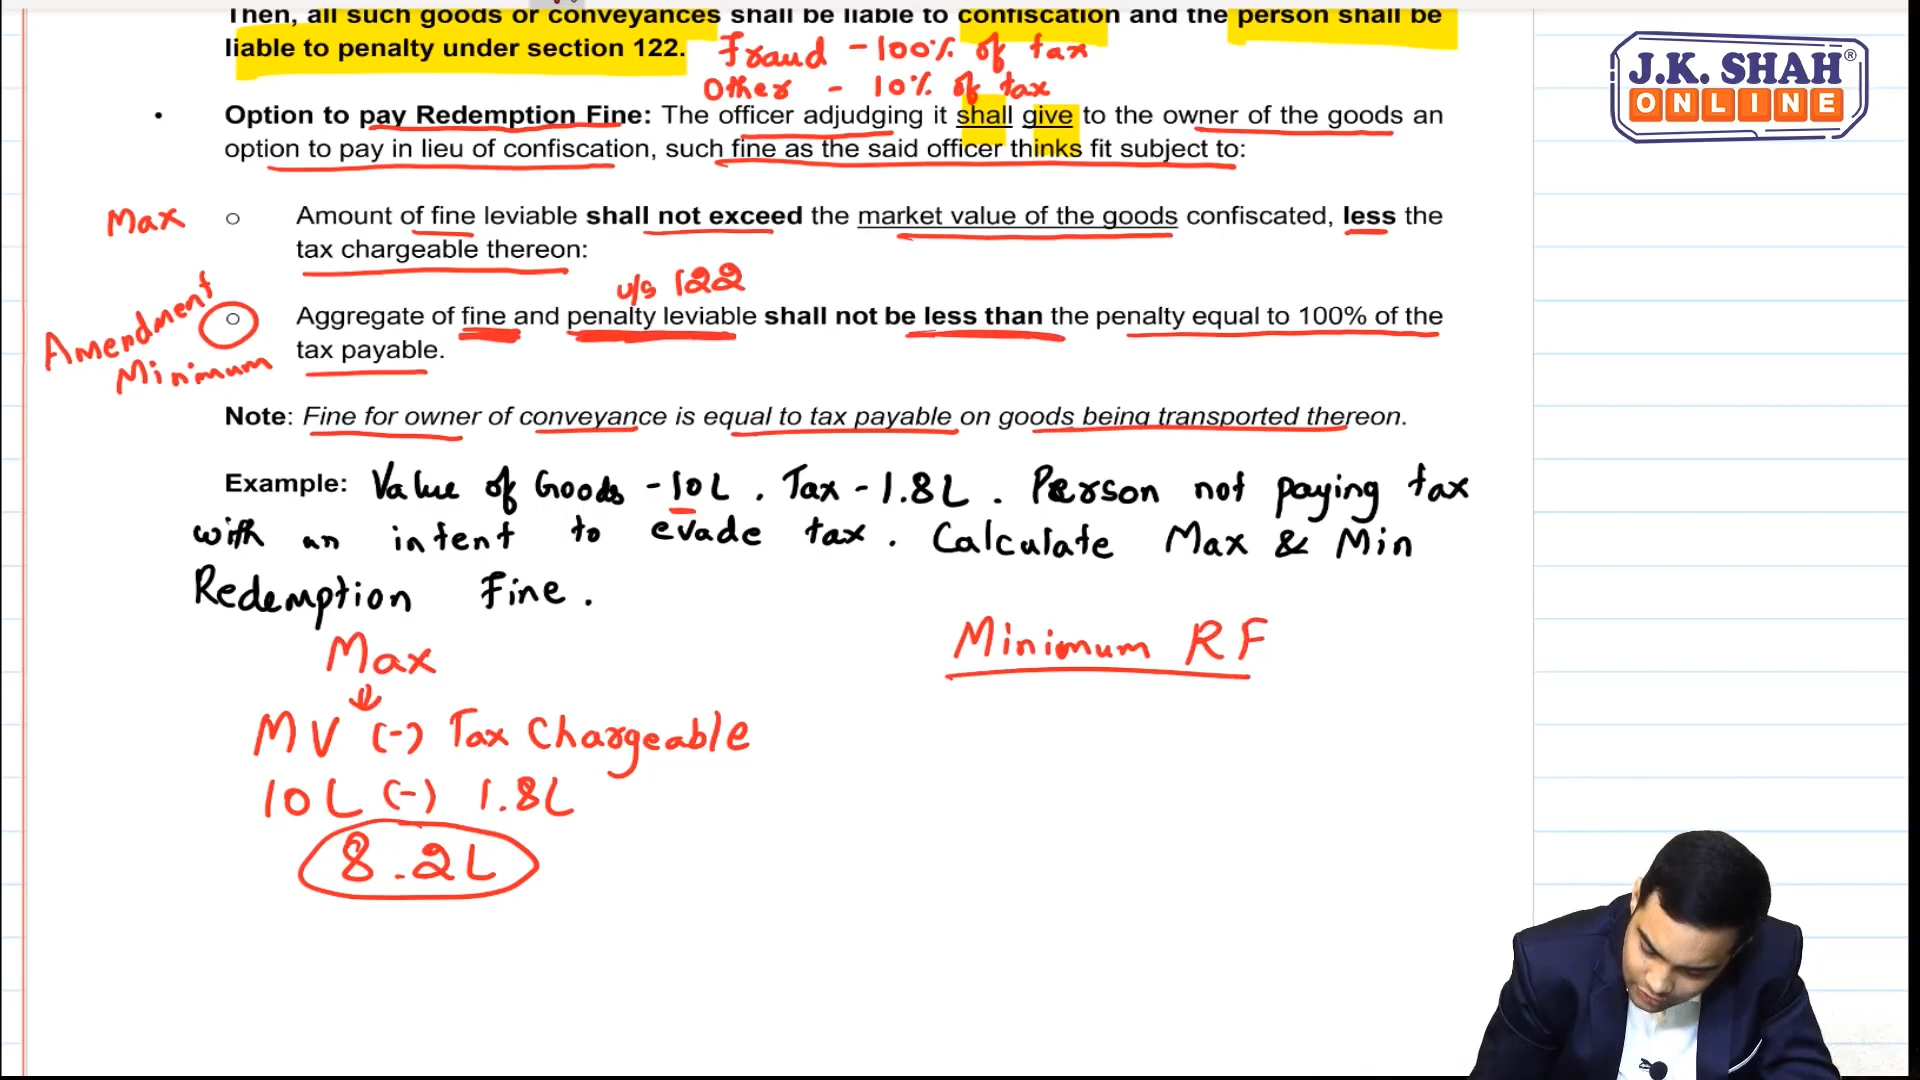 Then, all such goods or conveyances shall be liable to confiscation and the person shall be
liable to penalty under section 122.
Fraud - 100% of tax
Other - 10% of tax
J.K. SHAH®
ONLINE
• Option to pay Redemption Fine: The officer adjudging it shall give to the owner of the goods an
option to pay in lieu of confiscation, such fine as the said officer thinks fit subject to:
Max
o Amount of fine leviable shall not exceed the market value of the goods confiscated, less the
tax chargeable thereon:
u/s 122
Amendment
Minimum
o Aggregate of fine and penalty leviable shall not be less than the penalty equal to 100% of the
tax payable.
Note: Fine for owner of conveyance is equal to tax payable on goods being transported thereon.
Example: Value of Goods - 10L . Tax - 1.8L . Person not paying tax
with an intent to evade tax . Calculate Max & Min
Redemption Fine .
Max
MV (-) Tax Chargeable
10L (-) 1.8L
8.2L
Minimum RF